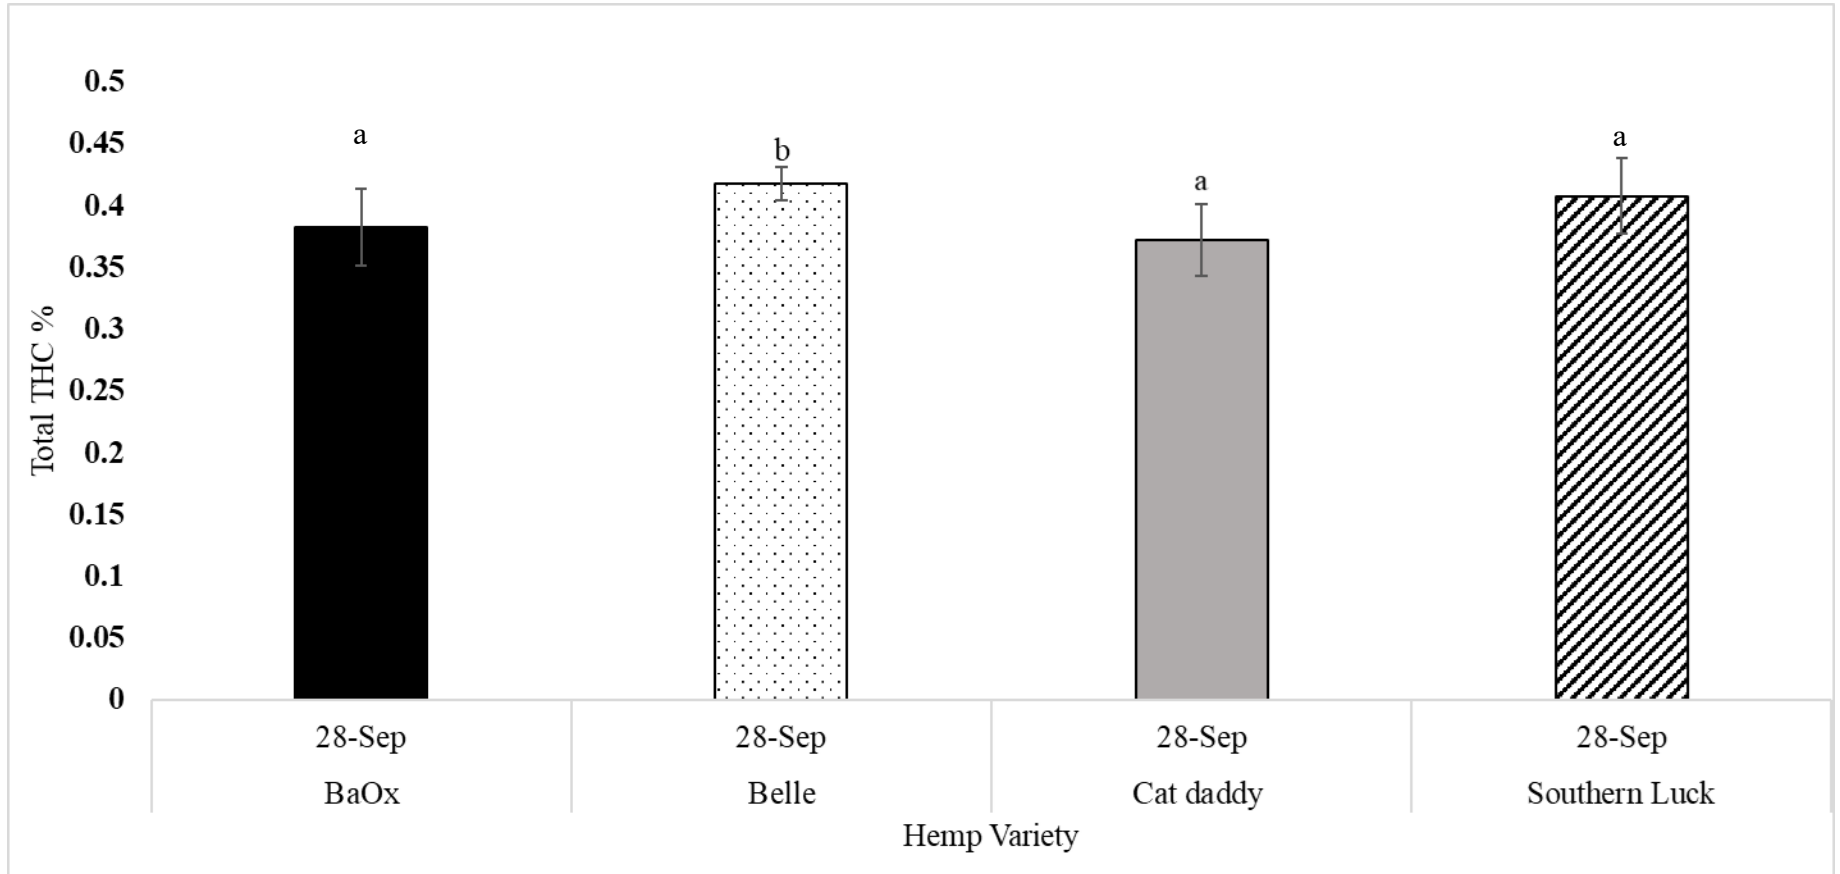 0.5
0.45
0.4
0.35
0.3
0.25
0.2
0.15
0.1
0.05
0
Total THC %
a
b
a
a
28-Sep
28-Sep
28-Sep
28-Sep
BaOx
Belle
Cat daddy
Southern Luck
Hemp Variety